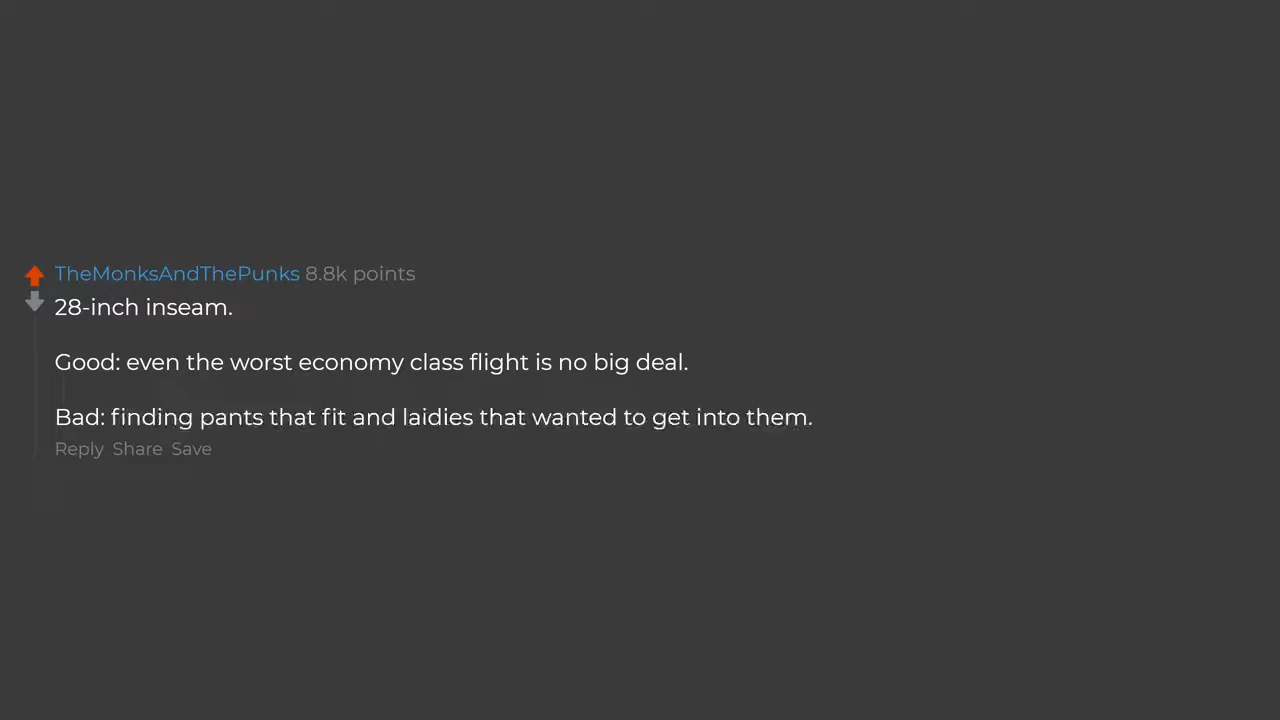 TheMonksAndThePunks 8.8k points
28-inch inseam.
Good: even the worst economy class flight is no big deal.
Bad: finding pants that fit and laidies that wanted to get into them.
Reply Share Save